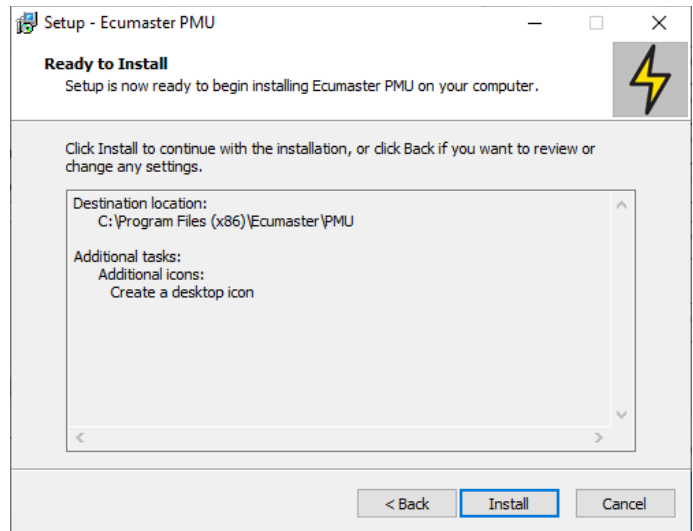 Setup - Ecumaster PMU
Ready to Install
Setup is now ready to begin installing Ecumaster PMU on your computer.
Click Install to continue with the installation, or click Back if you want to review or
change any settings.
Destination location:
C:\Program Files (x86)\Ecumaster\PMU
Additional tasks:
Additional icons:
Create a desktop icon
< Back
Install
Cancel